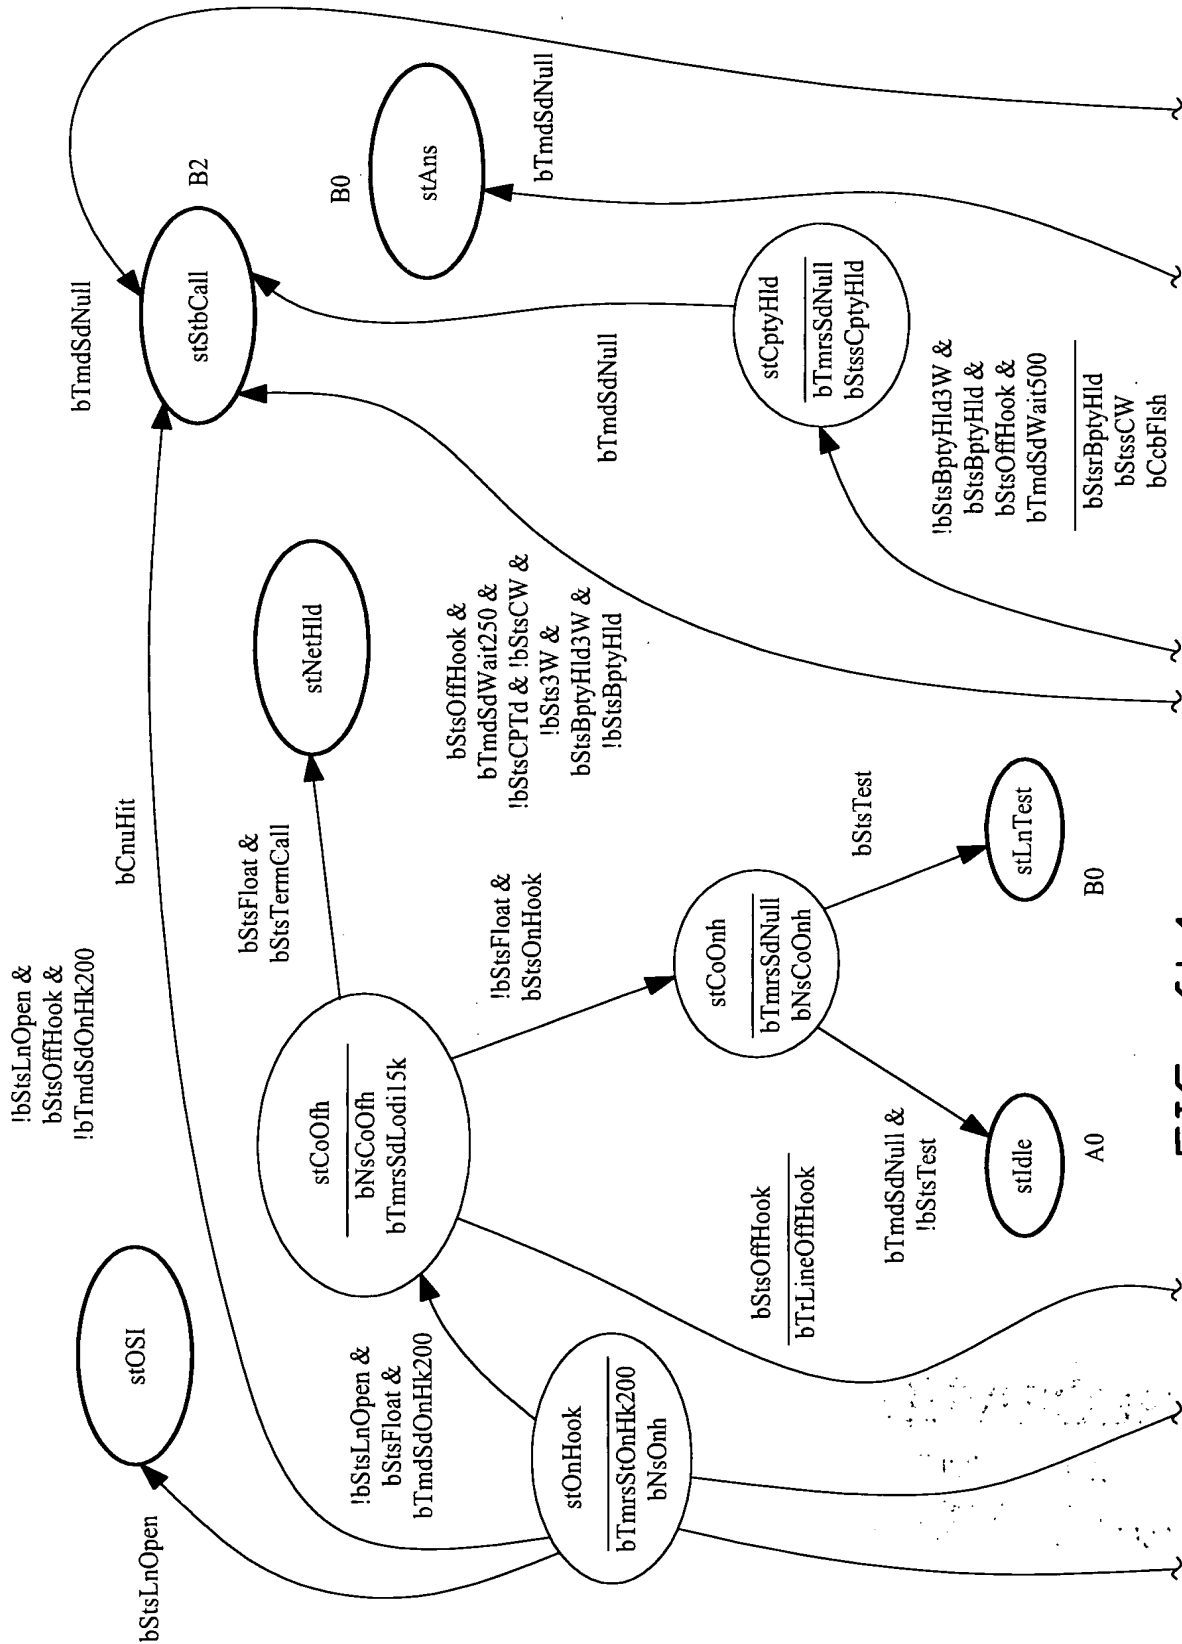 !bStsLnOpen &
bStsOffHook &
!bTmdSdOnHk200
bStsLnOpen
stOSI
bCnuHit
bTmdSdNull
stStbCall
B2
!bStsLnOpen &
bStsFloat &
bTmdSdOnHk200
stCoOfh
bNsCoOfh
bTmrsSdLodi15k
bStsFloat &
bStsTermCall
stNetHld
B0
stAns
bTmdSdNull
stOnHook
bTmrsStOnHk200
bNsOnh
!bStsFloat &
bStsOnHook
bStsOffHook &
bTmdSdWait250 &
!bStsCPTd & !bStsCW &
!bSts3W &
bStsBptyHld3W &
!bStsBptyHld
bTmdSdNull
stCptyHld
bTmrsSdNull
bStssCptyHld
bStsOffHook
bTrLineOffHook
stCoOnh
bTmrsSdNull
bNsCoOnh
bTmdSdNull &
!bStsTest
bStsTest
stIdle
A0
stLnTest
B0
!bStsBptyHld3W &
bStsBptyHld &
bStsOffHook &
bTmdSdWait500
bStsrBptyHld
bStssCW
bCcbFlsh